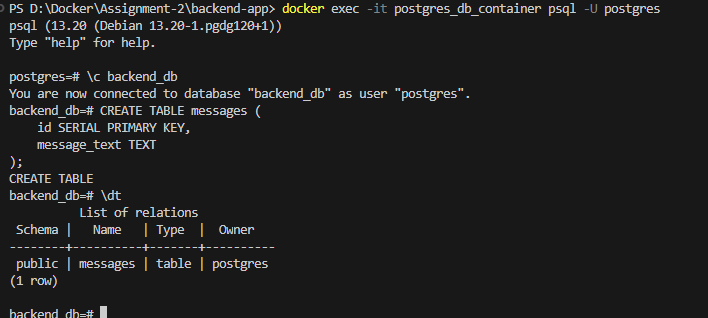 PS D:\Docker\Assignment-2\backend-app> docker exec -it postgres_db_container psql -U postgres
psql (13.20 (Debian 13.20-1.pgdg120+1))
Type "help" for help.

postgres=# \c backend_db
You are now connected to database "backend_db" as user "postgres".
backend_db=# CREATE TABLE messages (
    id SERIAL PRIMARY KEY,
    message_text TEXT
);
CREATE TABLE
backend_db=# \dt
          List of relations
 Schema |   Name   | Type  |  Owner
--------+----------+-------+----------
 public | messages | table | postgres
(1 row)

backend_db=#